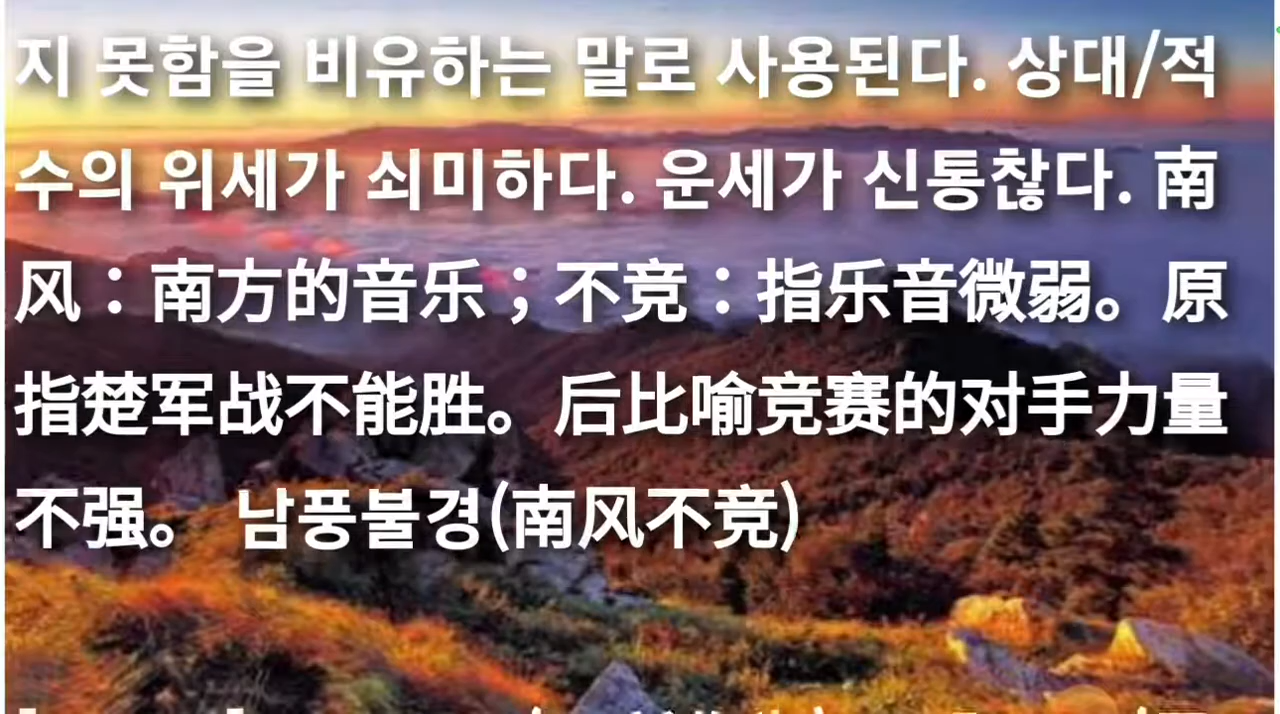 지 못함을 비유하는 말로 사용된다. 상대/적
수의 위세가 쇠미하다. 운세가 신통찮다. 南
风：南方的音乐；不竞：指乐音微弱。原
指楚军战不能胜。后比喻竞赛的对手力量
不强。 남풍불경(南风不竞)